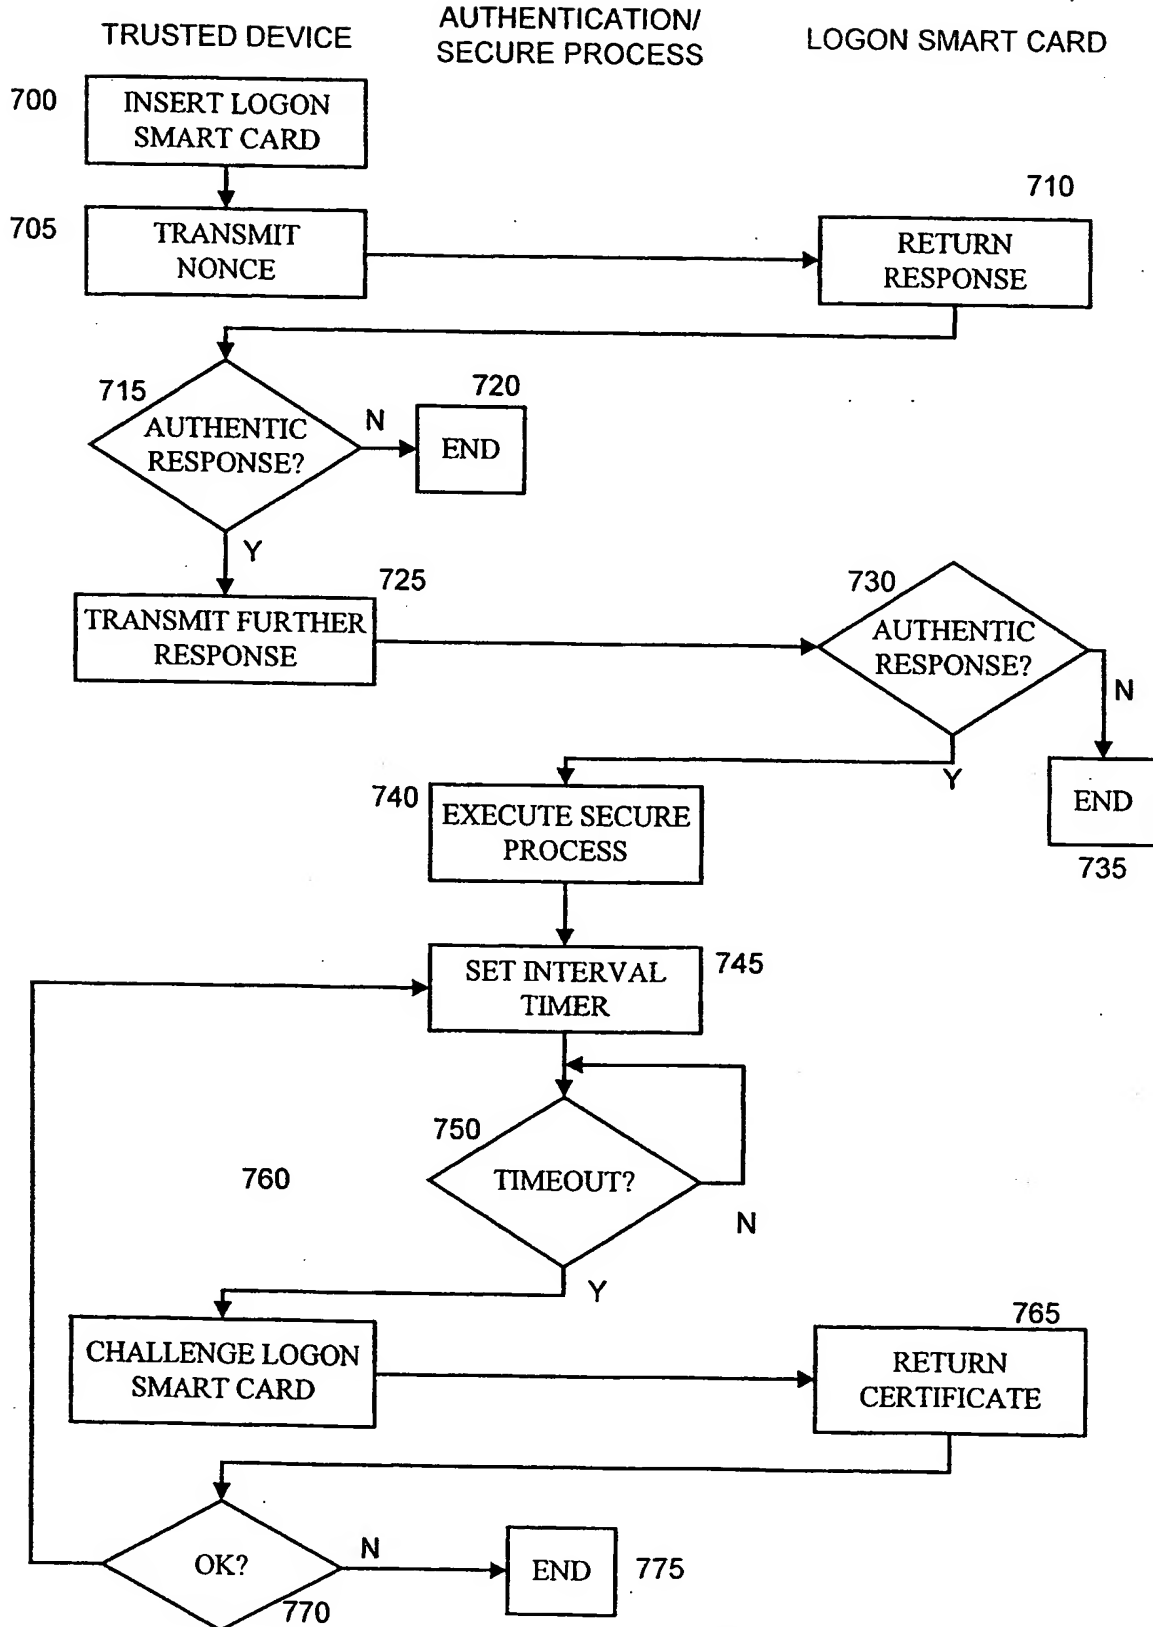 TRUSTED DEVICE
AUTHENTICATION/
SECURE PROCESS
LOGON SMART CARD
700
INSERT LOGON
SMART CARD
705
TRANSMIT
NONCE
710
RETURN
RESPONSE
715
AUTHENTIC
RESPONSE?
N
720
END
Y
725
TRANSMIT FURTHER
RESPONSE
730
AUTHENTIC
RESPONSE?
N
Y
END
735
740
EXECUTE SECURE
PROCESS
SET INTERVAL
TIMER
745
750
TIMEOUT?
N
Y
760
CHALLENGE LOGON
SMART CARD
765
RETURN
CERTIFICATE
OK?
770
N
END
775